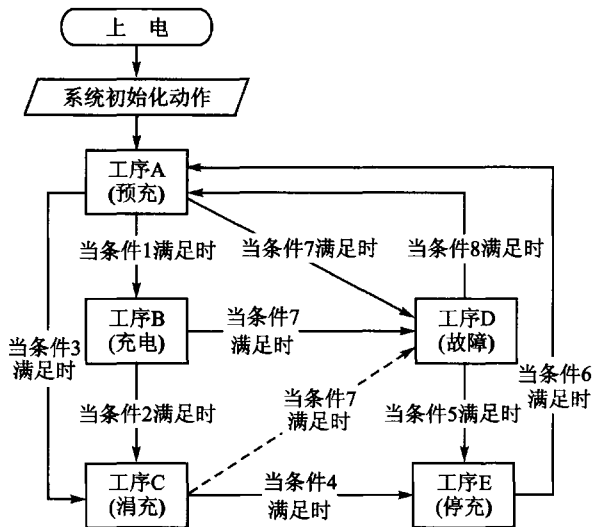 上 电
系统初始化动作
工序A
(预充)
当条件1满足时
当条件7满足时
当条件8满足时
工序B
(充电)
当条件7
满足时
工序D
(故障)
当条件3
满足时
当条件6
满足时
当条件2满足时
当条件7
满足时
当条件5满足时
工序C
(涓充)
当条件4
满足时
工序E
(停充)